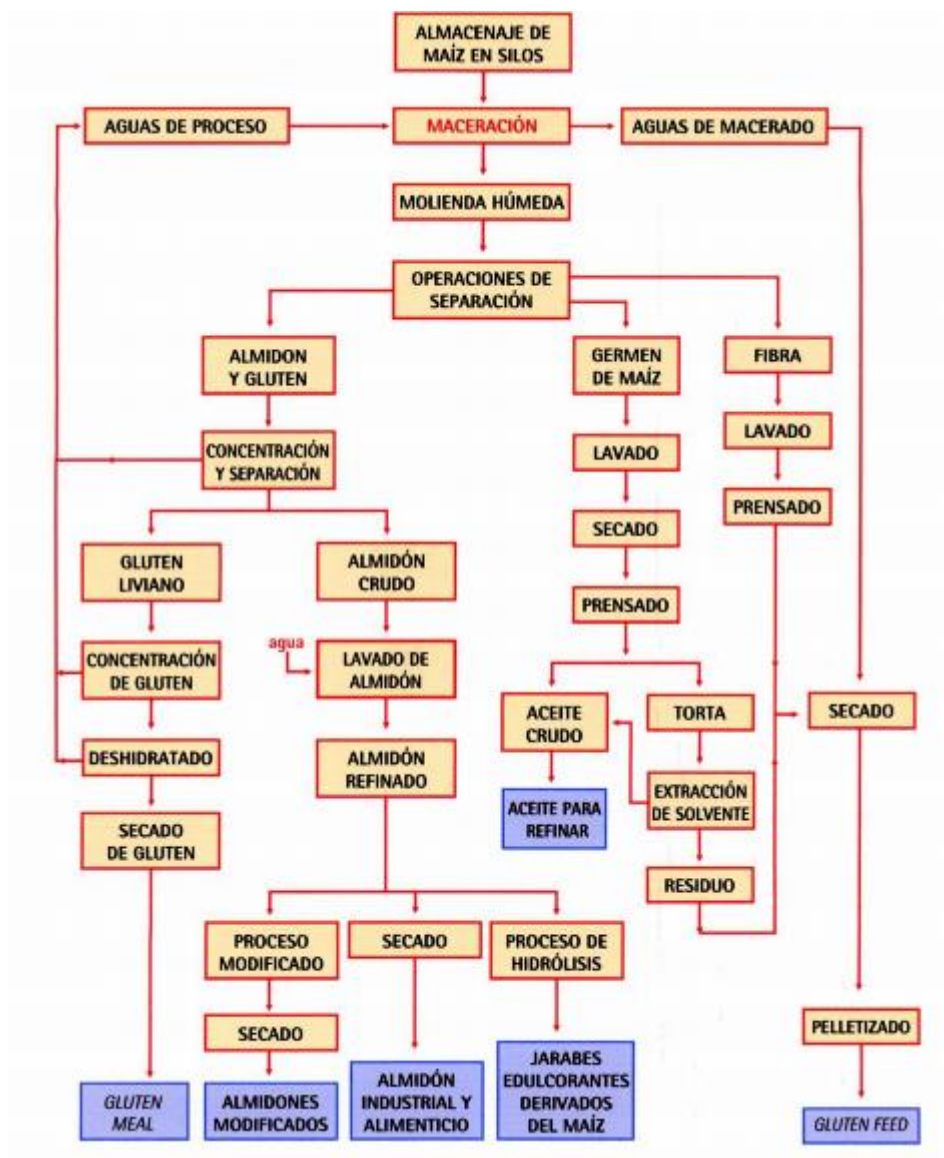 ALMACENAJE DE
MAÍZ EN SILOS
AGUAS DE PROCESO
MACERACIÓN
AGUAS DE MACERADO
MOLIENDA HÚMEDA
OPERACIONES DE
SEPARACIÓN
ALMIDON
Y GLUTEN
GERMEN
DE MAÍZ
FIBRA
CONCENTRACIÓN
Y SEPARACIÓN
LAVADO
LAVADO
PRENSADO
SECADO
GLUTEN
LIVIANO
ALMIDÓN
CRUDO
PRENSADO
agua
CONCENTRACIÓN
DE GLUTEN
LAVADO DE
ALMIDÓN
ACEITE
CRUDO
TORTA
SECADO
DESHIDRATADO
ALMIDÓN
REFINADO
ACEITE PARA
REFINAR
EXTRACCIÓN
DE SOLVENTE
SECADO
DE GLUTEN
RESIDUO
PROCESO
MODIFICADO
SECADO
PROCESO DE
HIDRÓLISIS
SECADO
PELLETIZADO
GLUTEN
MEAL
ALMIDONES
MODIFICADOS
ALMIDÓN
INDUSTRIAL Y
ALIMENTICIO
JARABES
EDULCORANTES
DERIVADOS
DEL MAÍZ
GLUTEN FEED